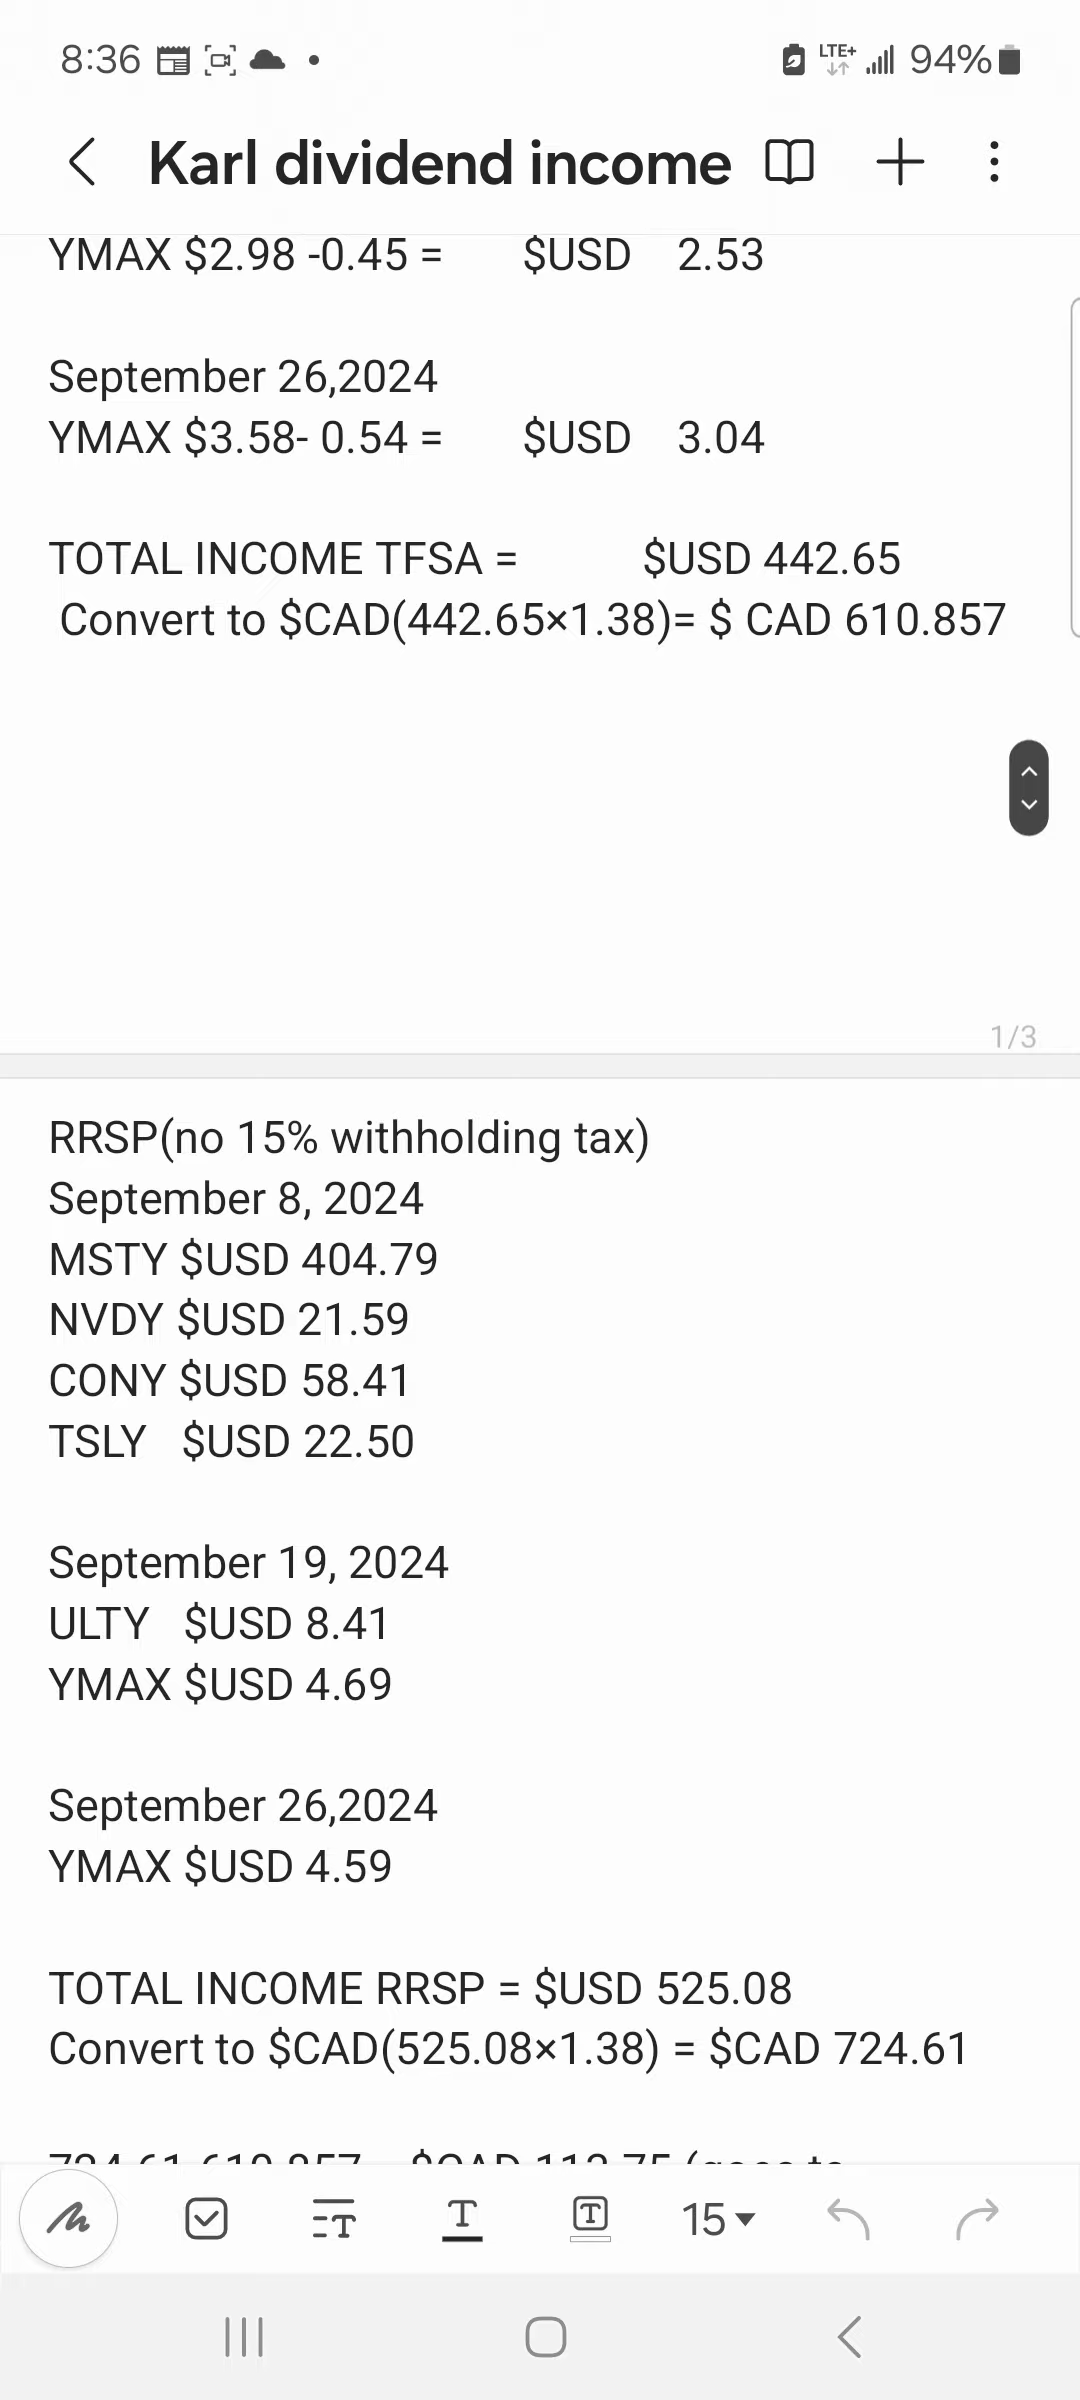 8:36
LTE+ 94%
Karl dividend income
YMAX $2.98 -0.45 = $USD 2.53
September 26,2024
YMAX $3.58- 0.54 = $USD 3.04
TOTAL INCOME TFSA = $USD 442.65
Convert to $CAD(442.65×1.38)= $ CAD 610.857
1/3
RRSP(no 15% withholding tax)
September 8, 2024
MSTY $USD 404.79
NVDY $USD 21.59
CONY $USD 58.41
TSLY $USD 22.50
September 19, 2024
ULTY $USD 8.41
YMAX $USD 4.69
September 26,2024
YMAX $USD 4.59
TOTAL INCOME RRSP = $USD 525.08
Convert to $CAD(525.08×1.38) = $CAD 724.61
15